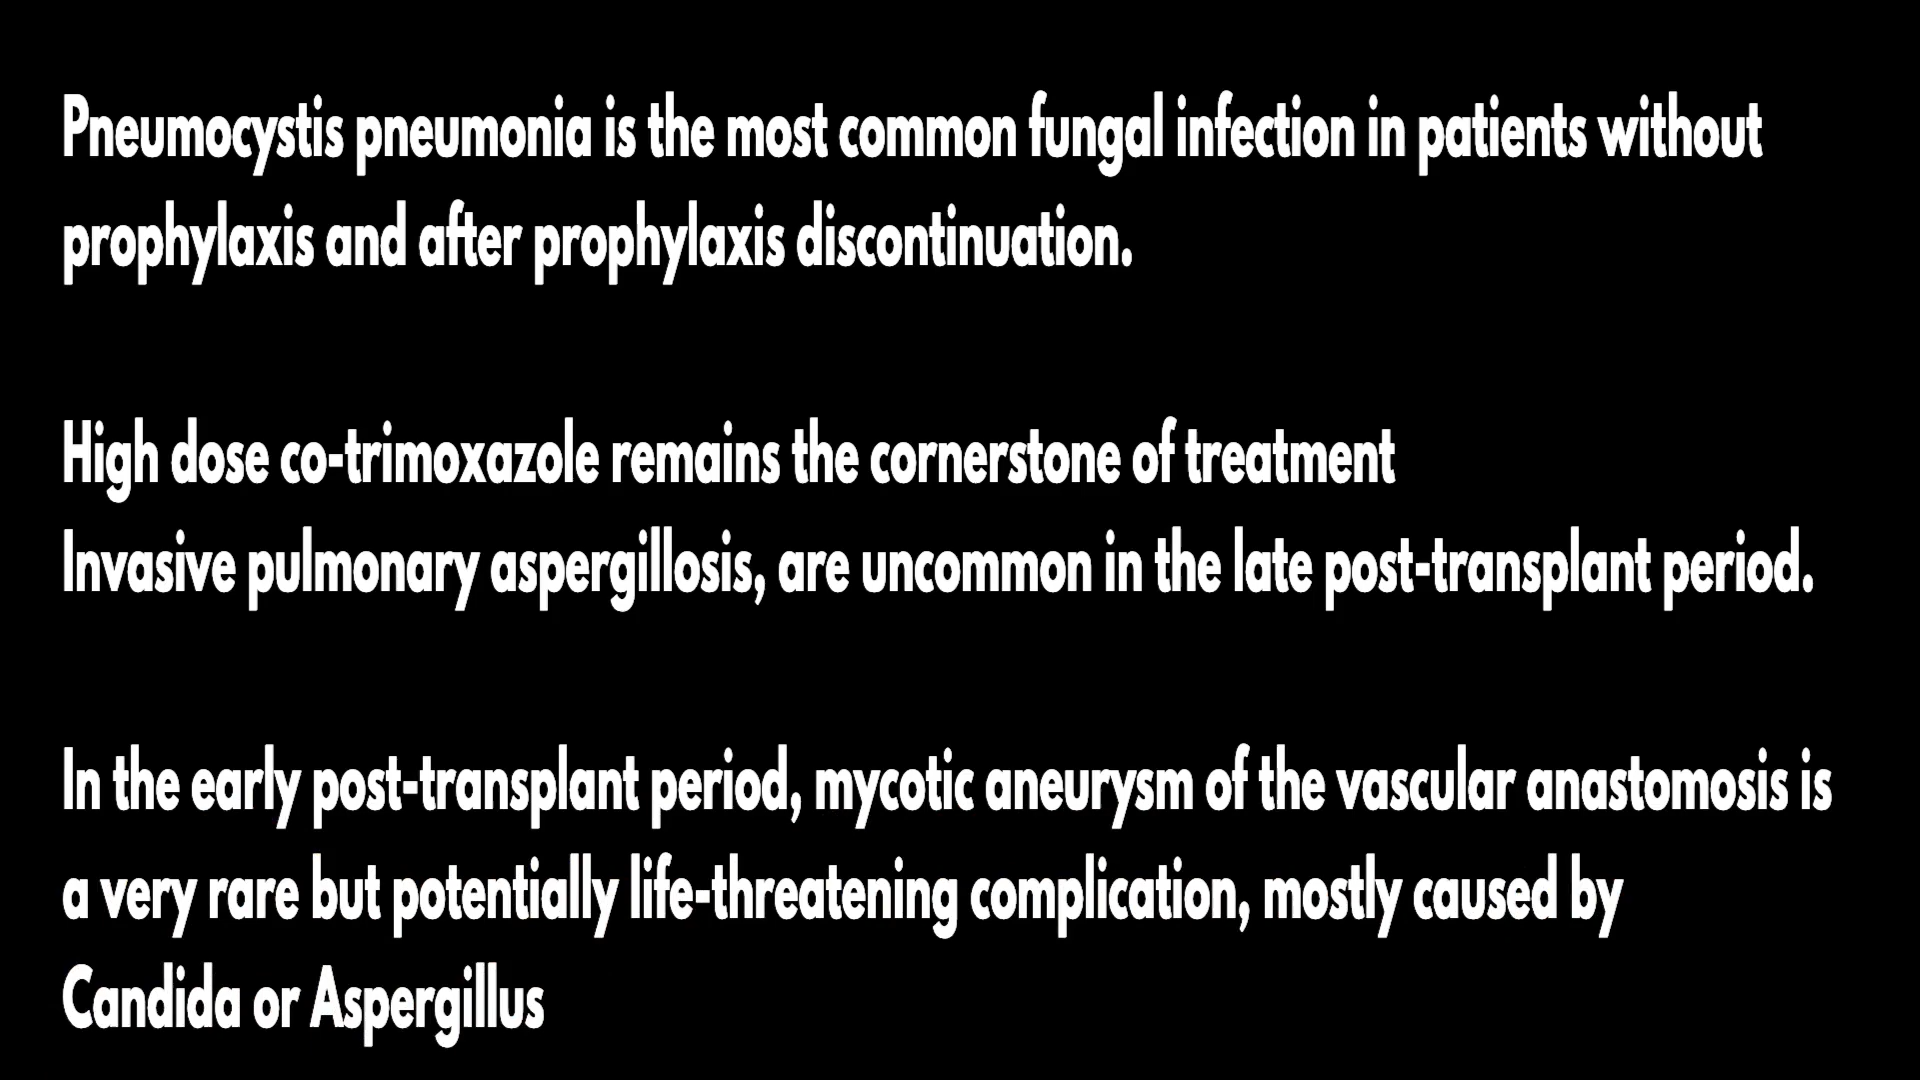 Pneumocystis pneumonia is the most common fungal infection in patients without
prophylaxis and after prophylaxis discontinuation.
High dose co-trimoxazole remains the cornerstone of treatment
Invasive pulmonary aspergillosis, are uncommon in the late post-transplant period.
In the early post-transplant period, mycotic aneurysm of the vascular anastomosis is
a very rare but potentially life-threatening complication, mostly caused by
Candida or Aspergillus